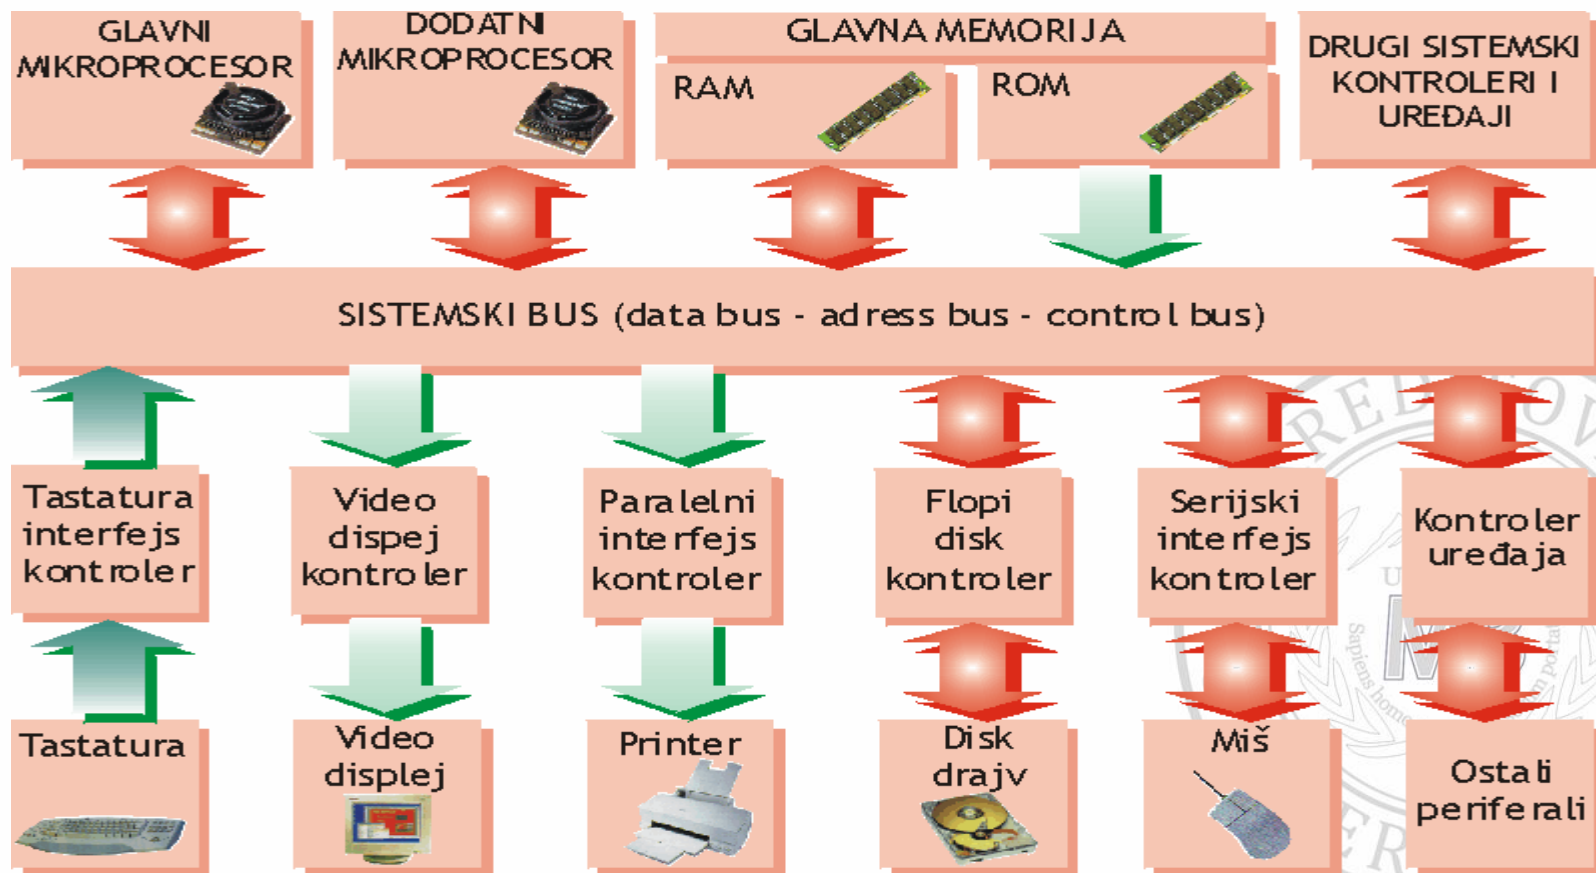 GLAVNI
MIKROPROCESOR
DODATNI
MIKROPROCESOR
GLAVNA MEMORIJA
RAM
ROM
DRUGI SISTEMSKI
KONTROLERI I
UREĐAJI
SISTEMSKI BUS (data bus - adress bus - control bus)
Tastatura
interfejs
kontroler
Video
dispej
kontroler
Paralelni
interfejs
kontroler
Flopi
disk
kontroler
Serijski
interfejs
kontroler
Kontroler
uređaja
Tastatura
Video
displej
Printer
Disk
drajv
Miš
Ostali
periferali
Sapiens homo